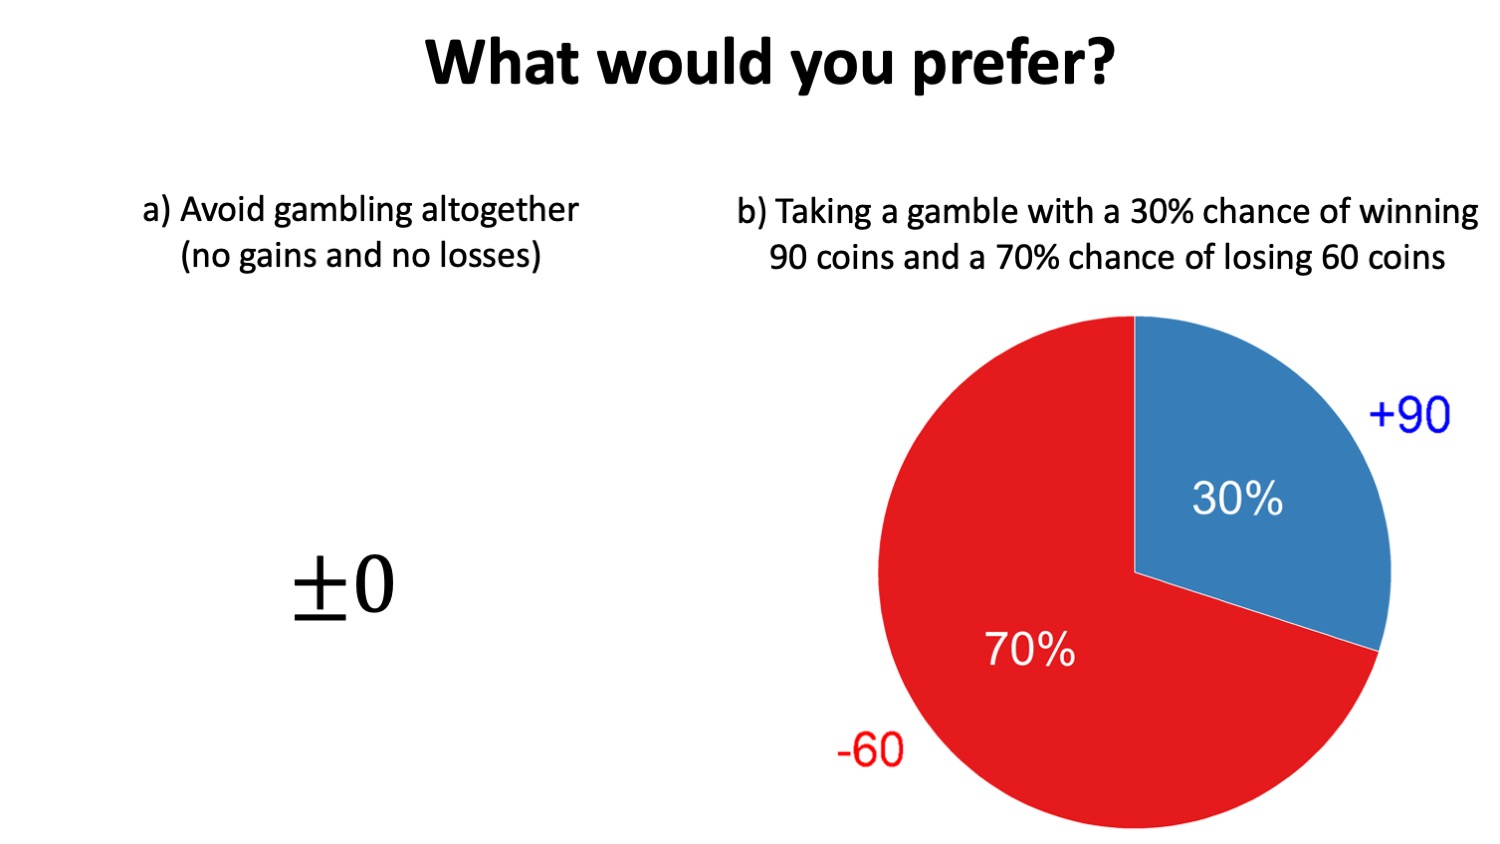 What would you prefer?
a) Avoid gambling altogether
(no gains and no losses)
b) Taking a gamble with a 30% chance of winning
90 coins and a 70% chance of losing 60 coins
±0
+90
30%
70%
-60